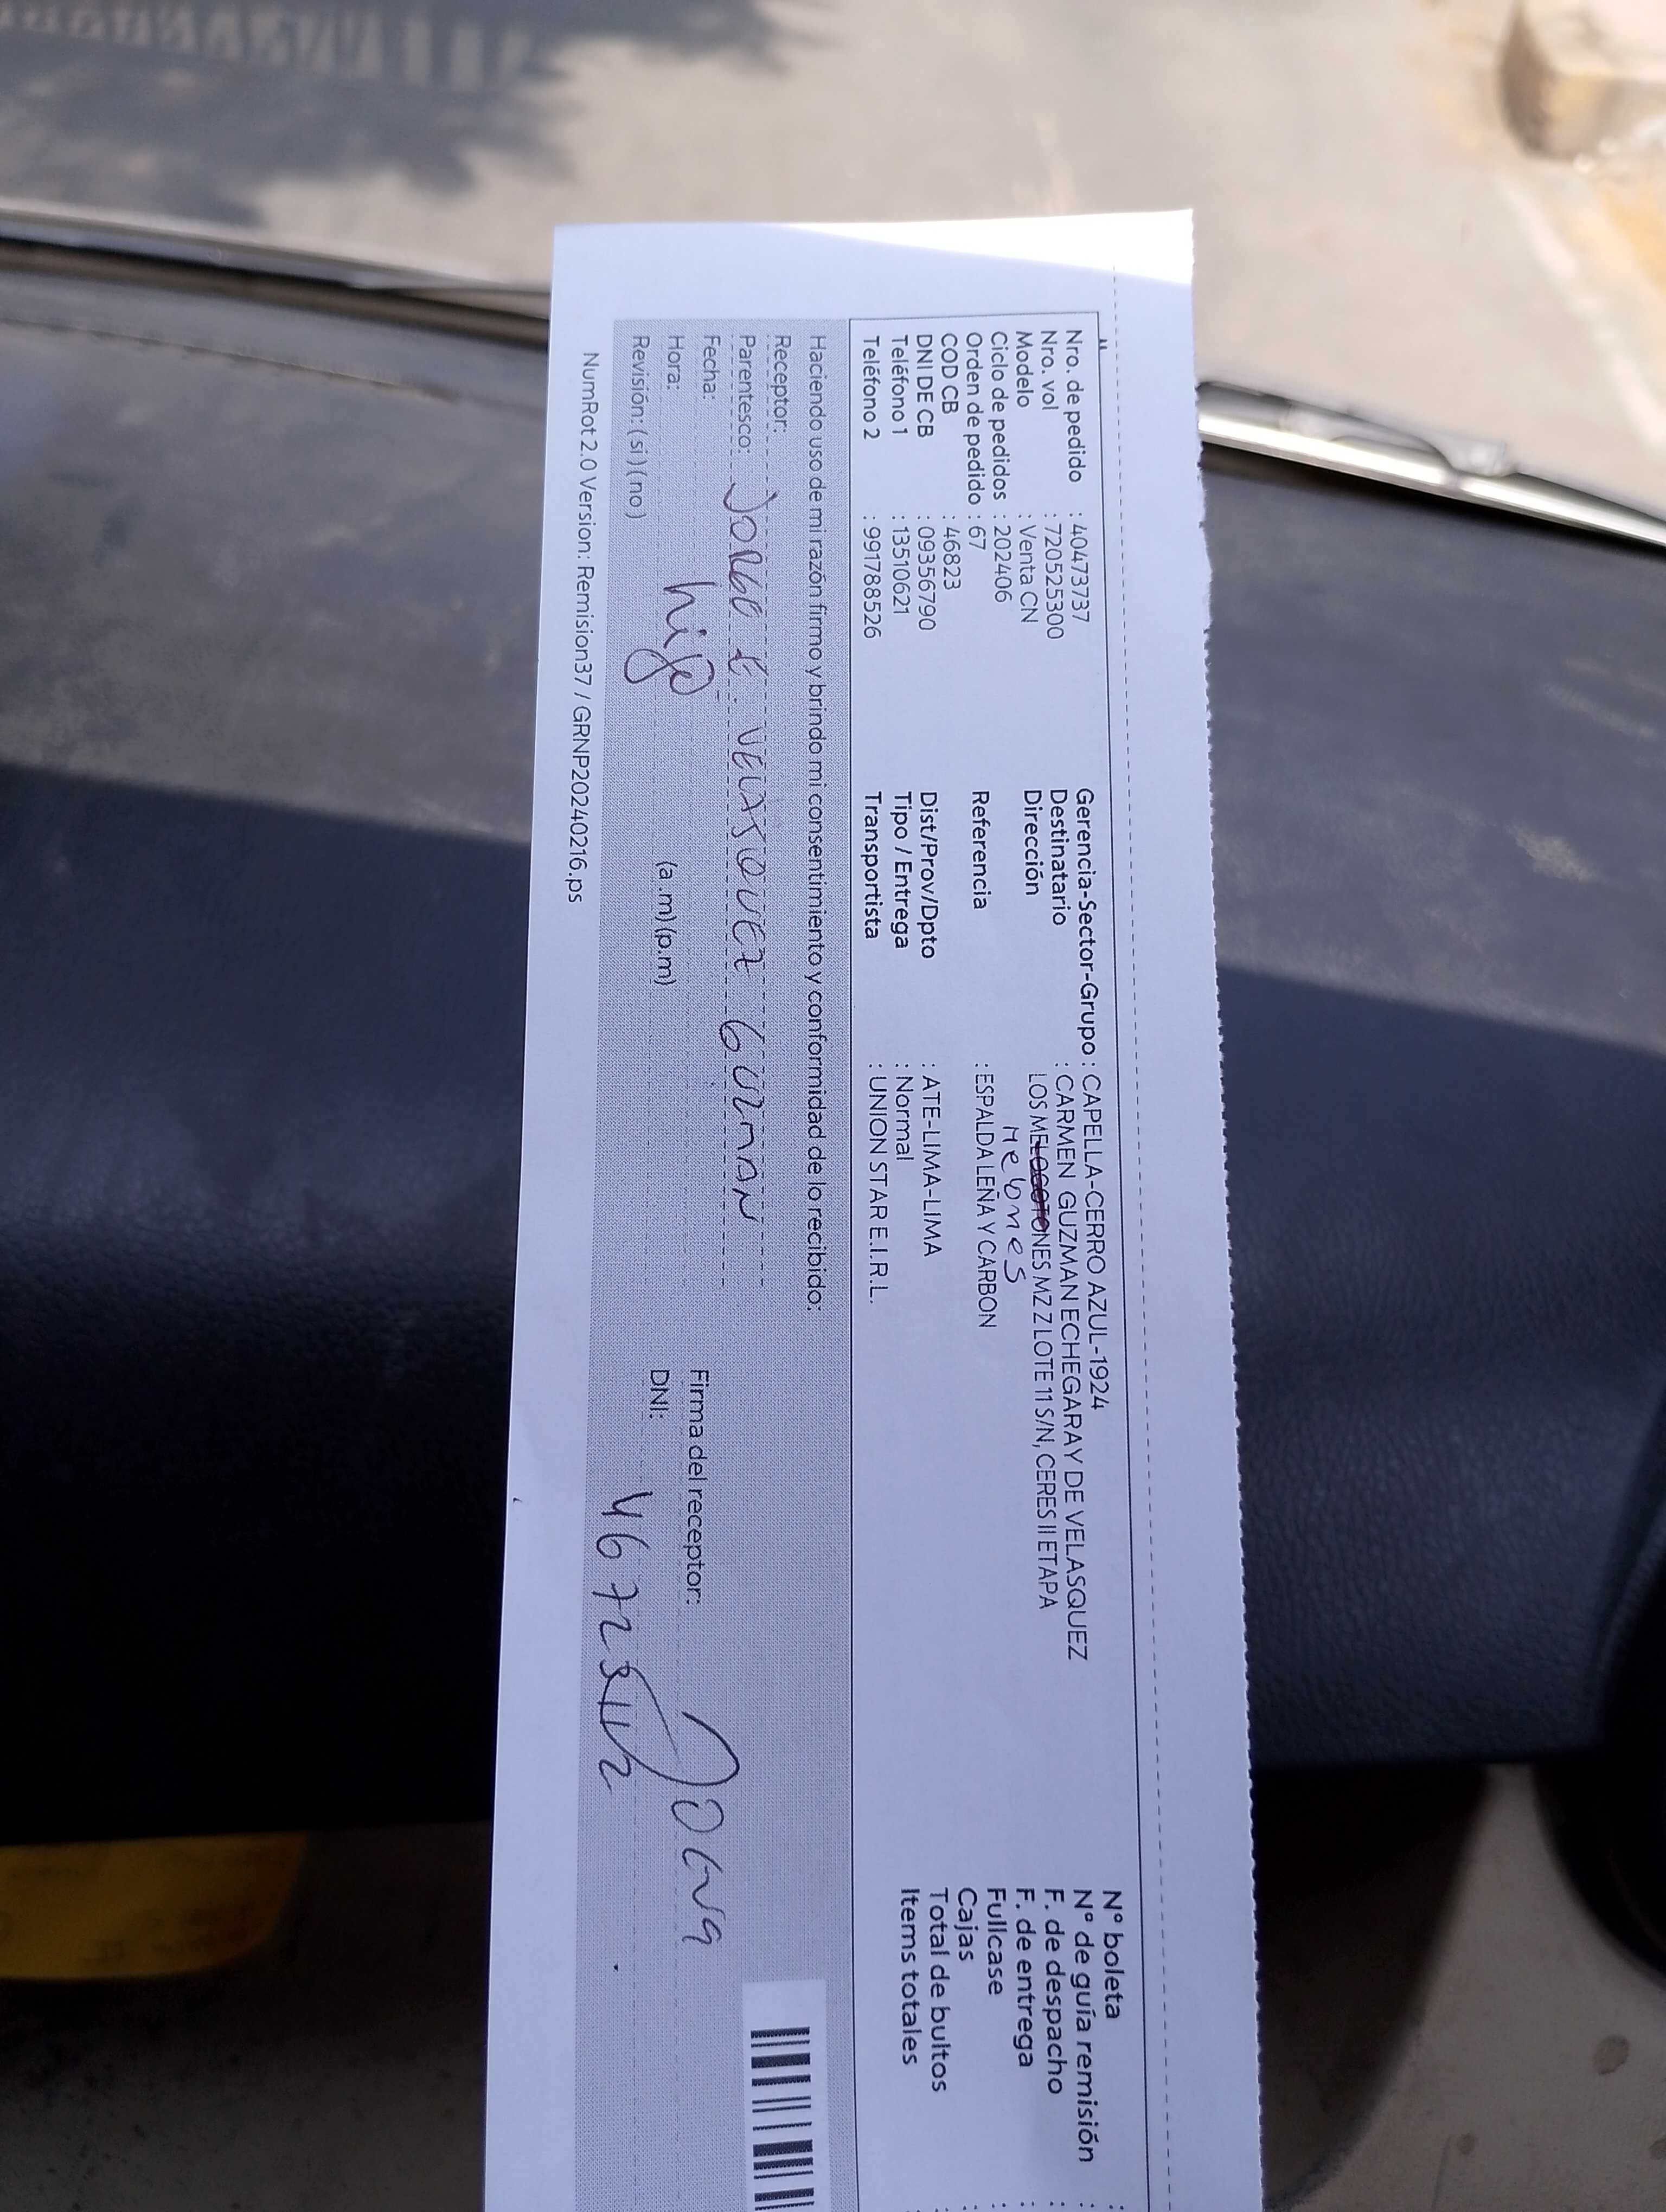 Nro. de pedido : 40473737
Nro. vol : 720525300
Modelo : Venta CN
Ciclo de pedidos : 202406
Orden de pedido : 67
COD CB : 46823
DNI DE CB : 09356790
Teléfono 1 : 13510621
Teléfono 2 : 991788526
Gerencia-Sector-Grupo : CAPELLA-CERRO AZUL -1924
Destinatario : CARMEN GUZMAN ECHEGARAY DE VELASQUEZ
Dirección LOS MELOCOTONES MZ Z LOTE 11 S/N, CERES II ETAPA
Melones
Referencia : ESPALDA LEÑA Y CARBON
Dist/Prov/Dpto : ATE-LIMA-LIMA
Tipo / Entrega : Normal
Transportista : UNION STAR E.I.R.L.
N° boleta :
N° de guía remisión :
F. de despacho :
F. de entrega :
Fullcase :
Cajas :
Total de bultos :
Items totales :
Haciendo uso de mi razón firmo y brindo mi consentimiento y conformidad de lo recibido:
Receptor:
Parentesco: JORGE E. VELASQUEZ GUZMAN
Fecha:
Hora: hijo (a.m) (p.m)
Revisión: ( si ) ( no )
Firma del receptor:
DNI:
NumRot 2.0 Version: Remision37 / GRNP20240216.ps